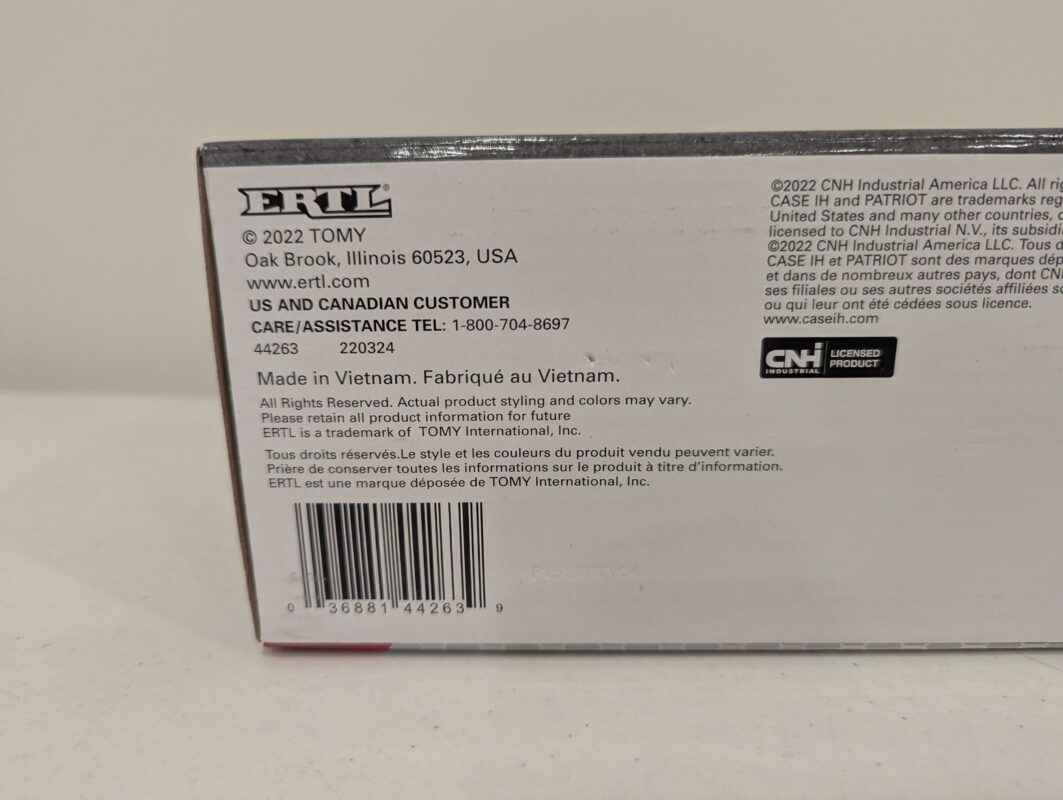 ERTL®
© 2022 TOMY
Oak Brook, Illinois 60523, USA
www.ertl.com
US AND CANADIAN CUSTOMER
CARE/ASSISTANCE TEL: 1-800-704-8697
44263 220324
Made in Vietnam. Fabriqué au Vietnam.
All Rights Reserved. Actual product styling and colors may vary.
Please retain all product information for future
ERTL is a trademark of TOMY International, Inc.
Tous droits réservés.Le style et les couleurs du produit vendu peuvent varier.
Prière de conserver toutes les informations sur le produit à titre d'information.
ERTL est une marque déposée de TOMY International, Inc.
0 36881 44263 9
©2022 CNH Industrial America LLC. All
CASE IH and PATRIOT are trademarks
United States and many other countries,
licensed to CNH Industrial N.V., its
©2022 CNH Industrial America LLC. Tous
CASE IH et PATRIOT sont des marques
et dans de nombreux autres pays, dont
ses filiales ou ses autres sociétés affiliées
ou qui leur ont été cédées sous licence.
www.caseih.com
CNH INDUSTRIAL
LICENSED PRODUCT